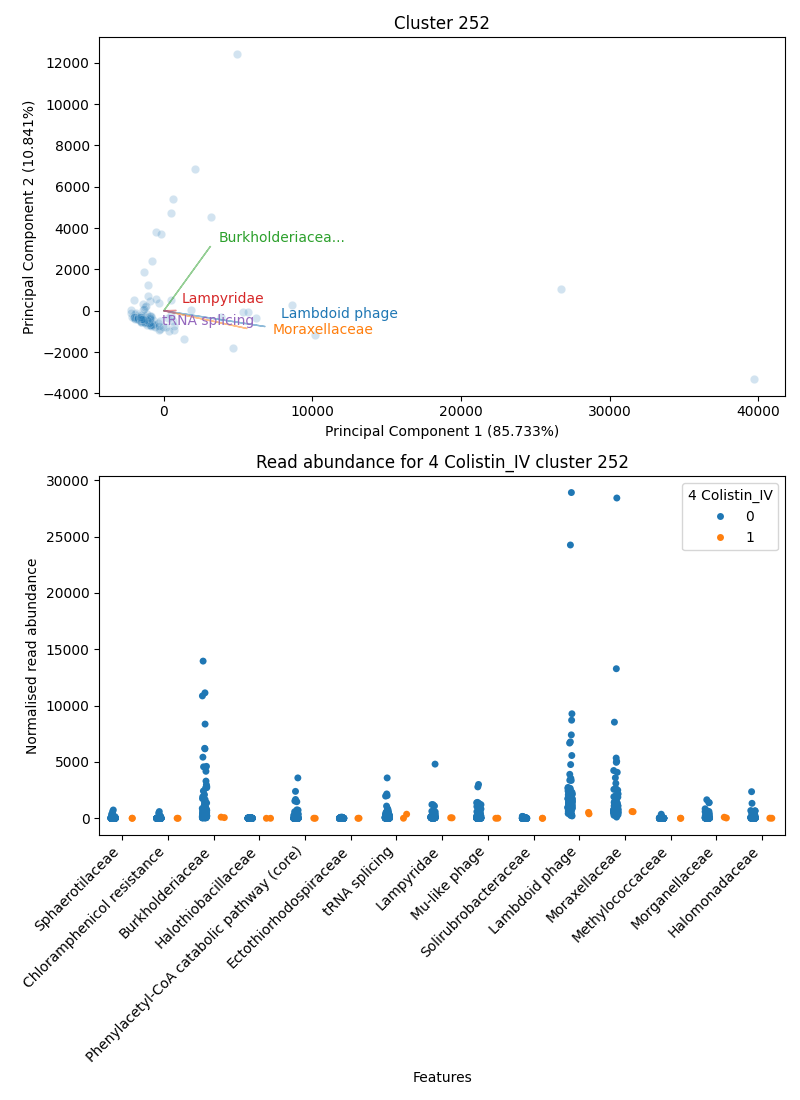 Cluster 252
Principal Component 2 (10.841%)
12000
10000
8000
6000
4000
2000
0
−2000
−4000
Burkholderiacea...
Lampyridae
Lambdoid phage
tRNA splicing
Moraxellaceae
0
10000
20000
30000
40000
Principal Component 1 (85.733%)
Read abundance for 4 Colistin_IV cluster 252
Normalised read abundance
30000
25000
20000
15000
10000
5000
0
4 Colistin_IV
0
1
Sphaerotilaceae
Chloramphenicol resistance
Burkholderiaceae
Halothiobacillaceae
Phenylacetyl-CoA catabolic pathway (core)
Ectothiorhodospiraceae
tRNA splicing
Lampyridae
Mu-like phage
Solirubrobacteraceae
Lambdoid phage
Moraxellaceae
Methylococcaceae
Morganellaceae
Halomonadaceae
Features